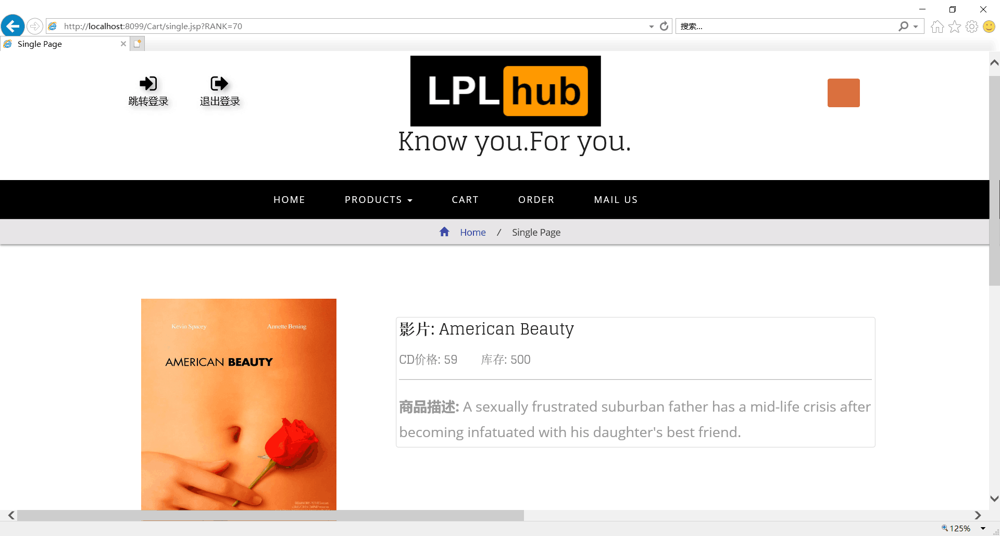 http://localhost:8099/Cart/single.jsp?RANK=70
搜索...
Single Page
跳转登录
退出登录
LPL hub
Know you.For you.
HOME
PRODUCTS
CART
ORDER
MAIL US
Home / Single Page
Kevin Spacey
Annette Bening
AMERICAN BEAUTY
影片: American Beauty
CD价格: 59 库存: 500
商品描述: A sexually frustrated suburban father has a mid-life crisis after
becoming infatuated with his daughter's best friend.
125%